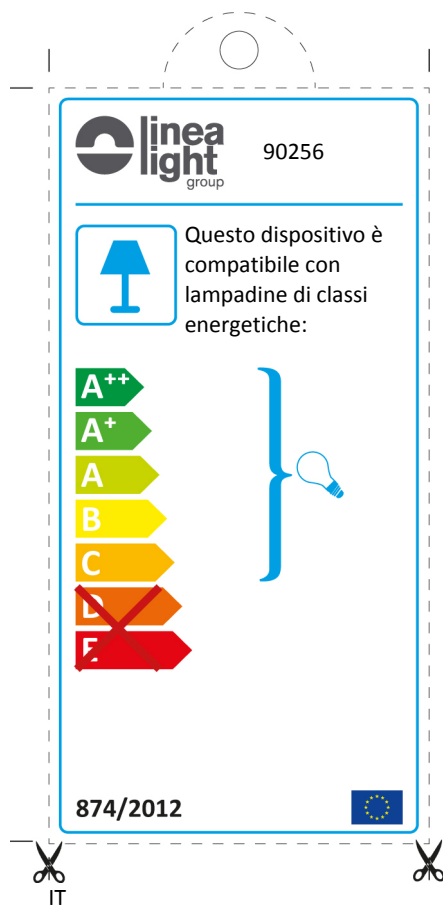 linea
light
group
90256
Questo dispositivo è
compatibile con
lampadine di classi
energetiche:
A++
A+
A
B
C
D
E
874/2012
IT